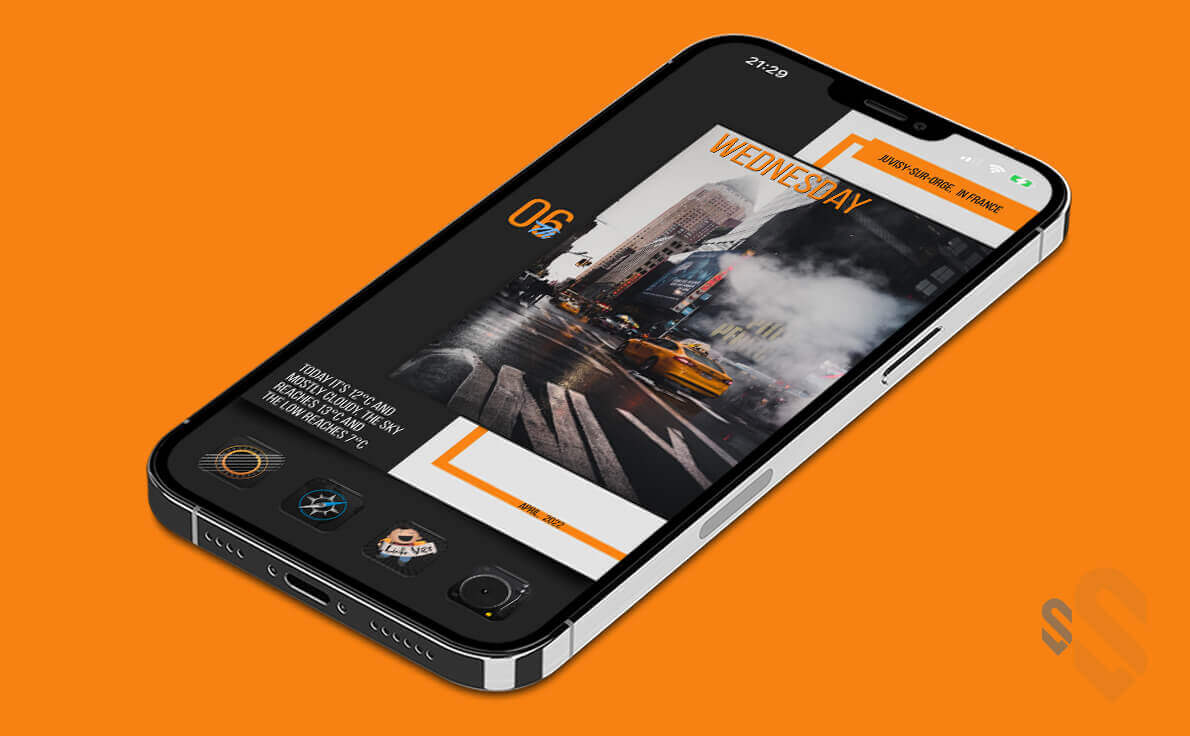 21:29
WEDNESDAY
JUVISY-SUR-ORGE, IN FRANCE
06
TODAY IT'S 12°C AND
MOSTLY CLOUDY. THE SKY
REACHES 13°C AND
THE LOW REACHES 7°C
APRIL, 2022